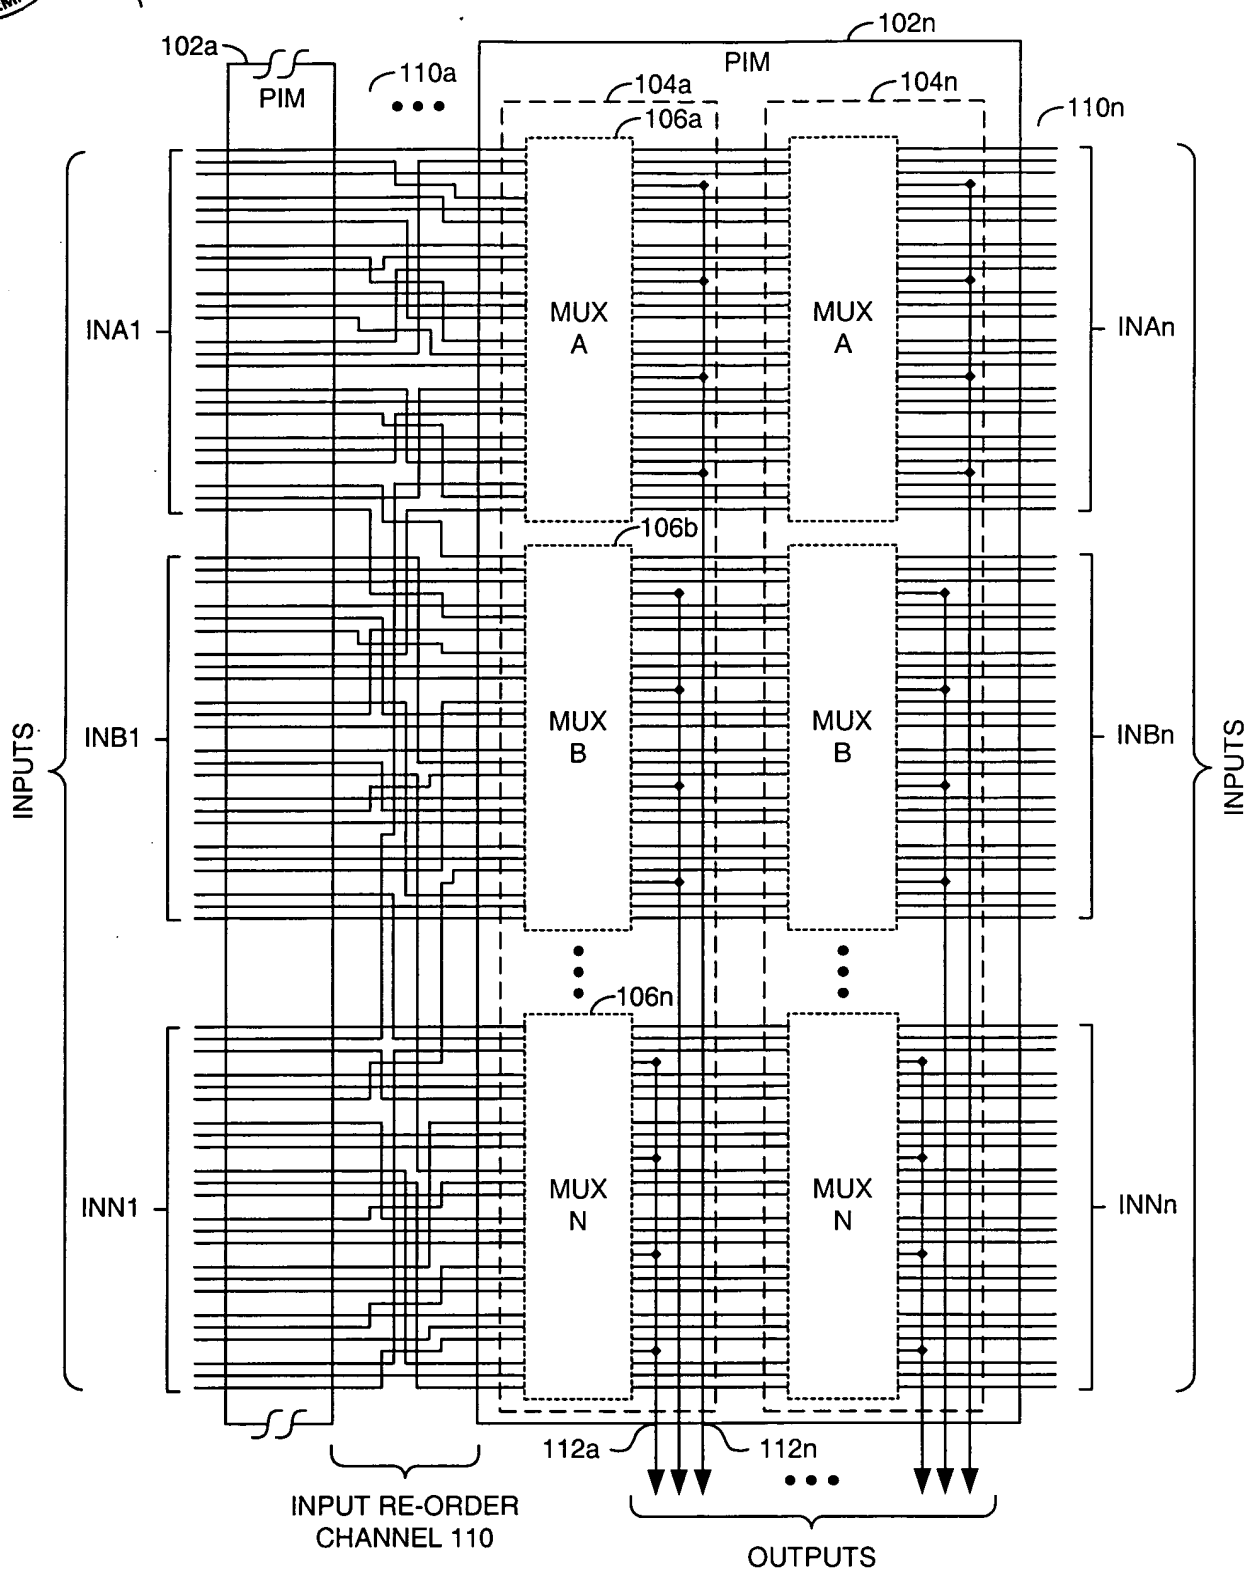 102n
102a
PIM
PIM
110a
104a
104n
106a
110n
MUX
A
MUX
A
INA1
INAn
106b
MUX
B
MUX
B
INB1
INBn
INPUTS
INPUTS
106n
MUX
N
MUX
N
INN1
INNn
112a
112n
INPUT RE-ORDER
CHANNEL 110
OUTPUTS